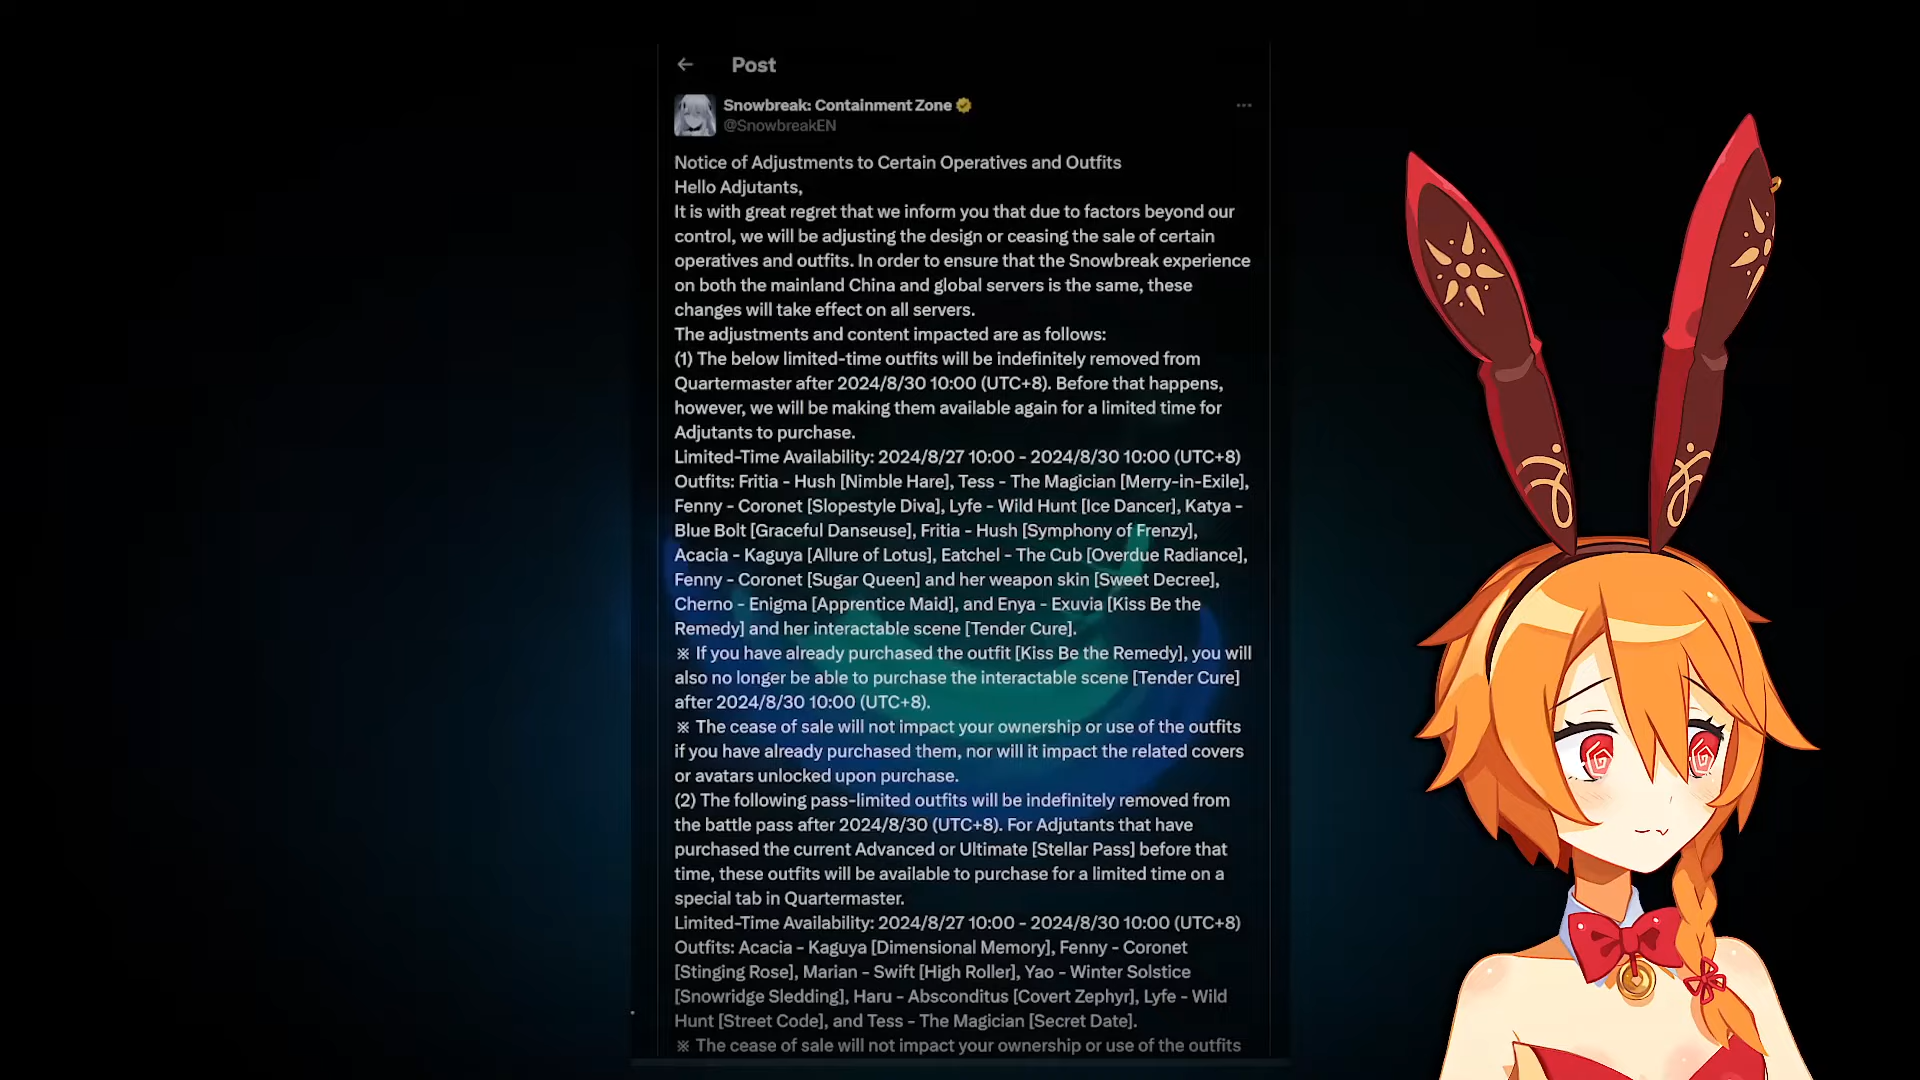 Post
Snowbreak: Containment Zone
@SnowbreakEN
Notice of Adjustments to Certain Operatives and Outfits
Hello Adjutants,
It is with great regret that we inform you that due to factors beyond our
control, we will be adjusting the design or ceasing the sale of certain
operatives and outfits. In order to ensure that the Snowbreak experience
on both the mainland China and global servers is the same, these
changes will take effect on all servers.
The adjustments and content impacted are as follows:
(1) The below limited-time outfits will be indefinitely removed from
Quartermaster after 2024/8/30 10:00 (UTC+8). Before that happens,
however, we will be making them available again for a limited time for
Adjutants to purchase.
Limited-Time Availability: 2024/8/27 10:00 - 2024/8/30 10:00 (UTC+8)
Outfits: Fritia - Hush [Nimble Hare], Tess - The Magician [Merry-in-Exile],
Fenny - Coronet [Slopestyle Diva], Lyfe - Wild Hunt [Ice Dancer], Katya -
Blue Bolt [Graceful Danseuse], Fritia - Hush [Symphony of Frenzy],
Acacia - Kaguya [Allure of Lotus], Eatchel - The Cub [Overdue Radiance],
Fenny - Coronet [Sugar Queen] and her weapon skin [Sweet Decree],
Cherno - Enigma [Apprentice Maid], and Enya - Exuvia [Kiss Be the
Remedy] and her interactable scene [Tender Cure].
※ If you have already purchased the outfit [Kiss Be the Remedy], you will
also no longer be able to purchase the interactable scene [Tender Cure]
after 2024/8/30 10:00 (UTC+8).
※ The cease of sale will not impact your ownership or use of the outfits
if you have already purchased them, nor will it impact the related covers
or avatars unlocked upon purchase.
(2) The following pass-limited outfits will be indefinitely removed from
the battle pass after 2024/8/30 (UTC+8). For Adjutants that have
purchased the current Advanced or Ultimate [Stellar Pass] before that
time, these outfits will be available to purchase for a limited time on a
special tab in Quartermaster.
Limited-Time Availability: 2024/8/27 10:00 - 2024/8/30 10:00 (UTC+8)
Outfits: Acacia - Kaguya [Dimensional Memory], Fenny - Coronet
[Stinging Rose], Marian - Swift [High Roller], Yao - Winter Solstice
[Snowridge Sledding], Haru - Absconditus [Covert Zephyr], Lyfe - Wild
Hunt [Street Code], and Tess - The Magician [Secret Date].
※ The cease of sale will not impact your ownership or use of the outfits